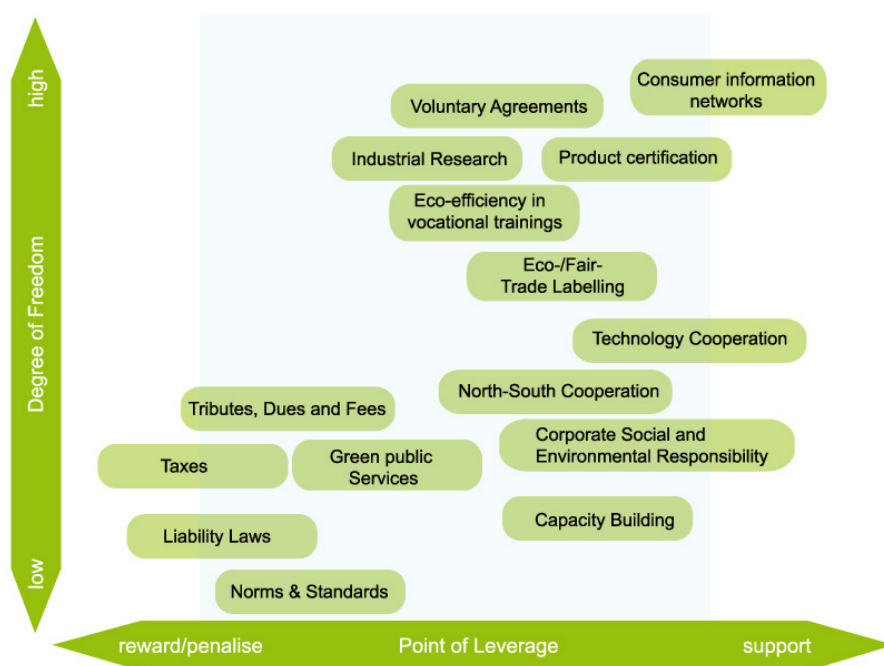 high
Degree of Freedom
low
Consumer information
networks
Voluntary Agreements
Industrial Research
Product certification
Eco-efficiency in
vocational trainings
Eco-/Fair-
Trade Labelling
Technology Cooperation
North-South Cooperation
Tributes, Dues and Fees
Corporate Social and
Environmental Responsibility
Taxes
Green public
Services
Capacity Building
Liability Laws
Norms & Standards
reward/penalise
Point of Leverage
support